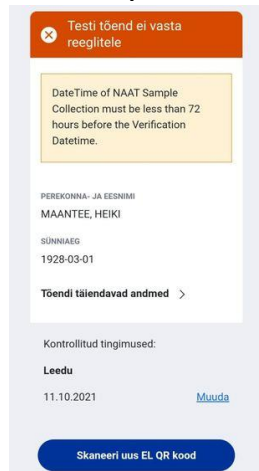 Testi tõend ei vasta
reeglitele
DateTime of NAAT Sample
Collection must be less than 72
hours before the Verification
Datetime.
PEREKONNA- JA EESNIMI
MAANTEE, HEIKI
SÜNNIAEG
1928-03-01
Tõendi täiendavad andmed >
Kontrollitud tingimused:
Leedu
11.10.2021 Muuda
Skaneeri uus EL QR kood